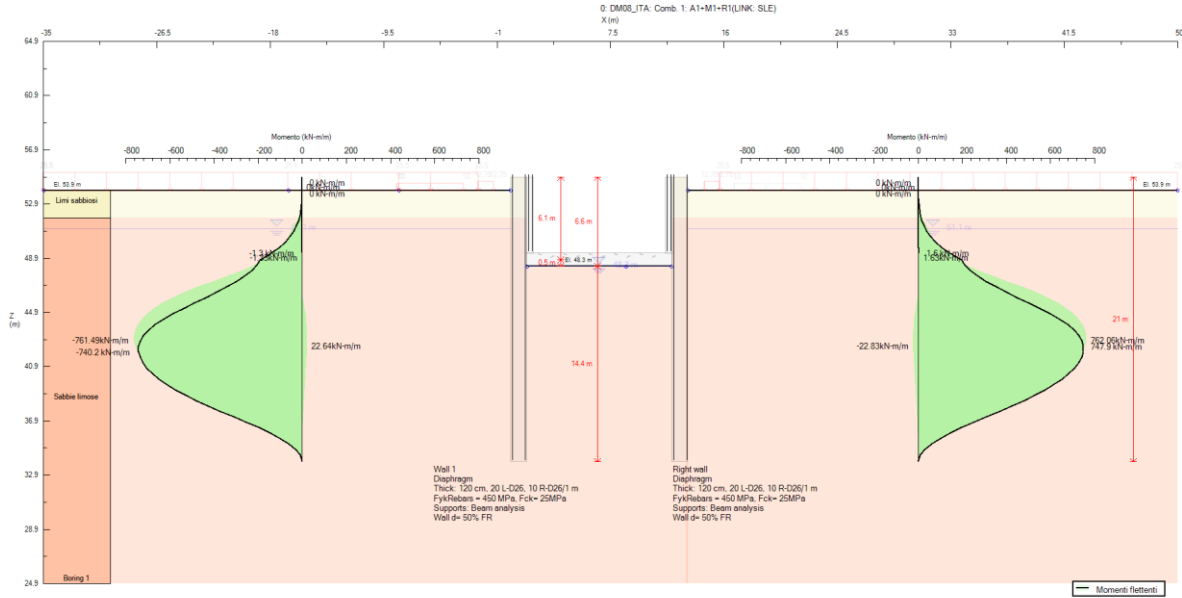 0: DM08_ITA: Comb. 1: A1+M1+R1(LINK: SLE)
X (m)
-35 -26.5 -18 -9.5 -1 7.5 16 24.5 33 41.5 50
64.9
60.9
56.9
52.9
48.9
44.9
40.9
36.9
32.9
28.9
24.9
Z
(m)
Momento (kN-m/m)
-800 -600 -400 -200 0 200 400 600 800
Momento (kN-m/m)
-800 -600 -400 -200 0 200 400 600 800
El. 53.9 m
Limi sabbiosi
Sabbie limose
Boring 1
0 kN-m/m
0 kN-m/m
-761.49kN-m/m
-740.2 kN-m/m
22.64kN-m/m
6.1 m
6.6 m
0.5 m
El. 48.3 m
14.4 m
0 kN-m/m
0 kN-m/m
El. 53.9 m
51.1 m
1.6 kN-m/m
1.63kN-m/m
-22.83kN-m/m
762.06kN-m/m
747.9 kN-m/m
21 m
Wall 1
Diaphragm
Thick: 120 cm, 20 L-D26, 10 R-D26/1 m
FykRebars = 450 MPa, Fck= 25MPa
Supports: Beam analysis
Wall d= 50% FR
Right wall
Diaphragm
Thick: 120 cm, 20 L-D26, 10 R-D26/1 m
FykRebars = 450 MPa, Fck= 25MPa
Supports: Beam analysis
Wall d= 50% FR
Momenti flettenti